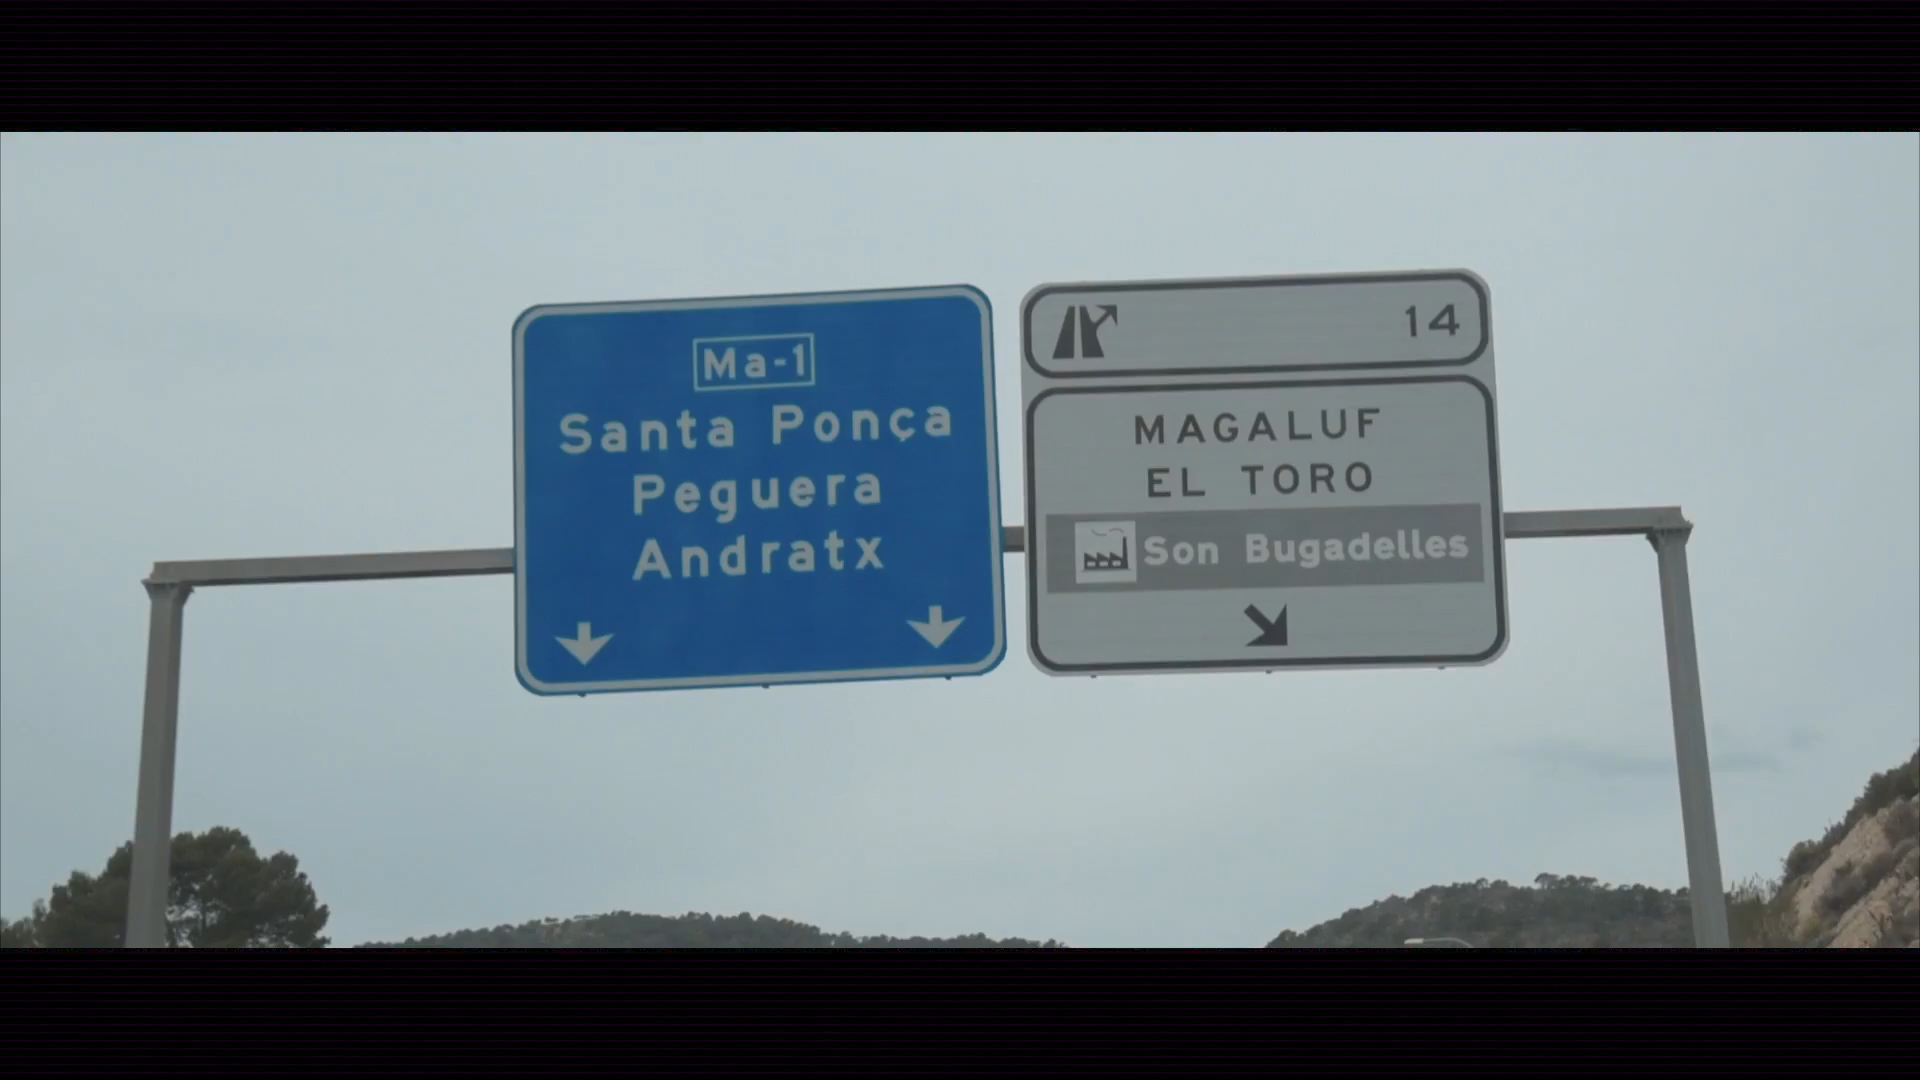 Ma-1
Santa Ponça
Peguera
Andratx
14
MAGALUF
EL TORO
Son Bugadelles